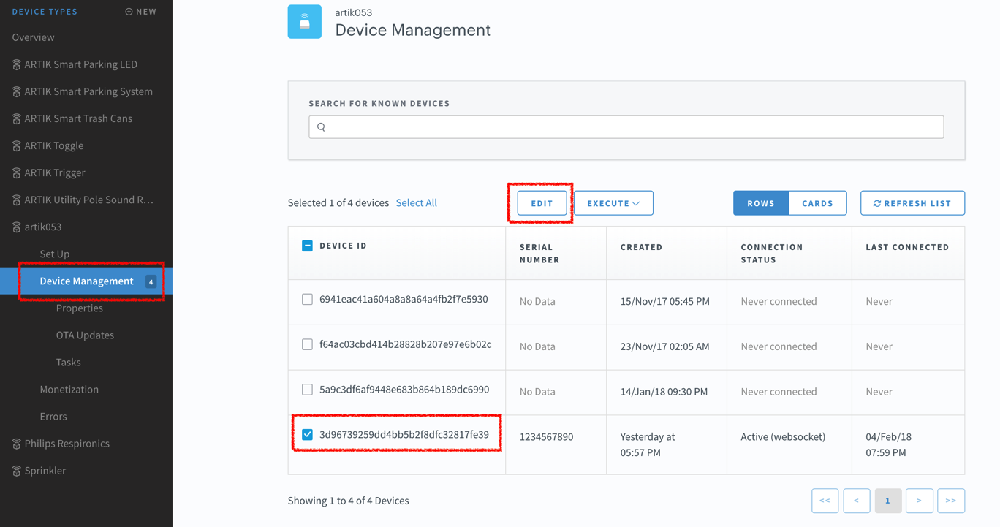 DEVICE TYPES
NEW
Overview
ARTIK Smart Parking LED
ARTIK Smart Parking System
ARTIK Smart Trash Cans
ARTIK Toggle
ARTIK Trigger
ARTIK Utility Pole Sound R...
artik053
Set Up
Device Management 4
Properties
OTA Updates
Tasks
Monetization
Errors
Philips Respironics
Sprinkler
artik053
Device Management
SEARCH FOR KNOWN DEVICES
Selected 1 of 4 devices Select All
EDIT
EXECUTE
ROWS
CARDS
REFRESH LIST
DEVICE ID
SERIAL
NUMBER
CREATED
CONNECTION
STATUS
LAST CONNECTED
6941eac41a604a8a8a64a4fb2f7e5930 No Data 15/Nov/17 05:45 PM Never connected Never
f64ac03cbd414b28828b207e97e6b02c No Data 23/Nov/17 02:05 AM Never connected Never
5a9c3df6af9448e683b864b189dc6990 No Data 14/Jan/18 09:30 PM Never connected Never
3d96739259dd4bb5b2f8dfc32817fe39 1234567890
Yesterday at
05:57 PM
Active (websocket)
04/Feb/18
07:59 PM
Showing 1 to 4 of 4 Devices
<< < 1 > >>